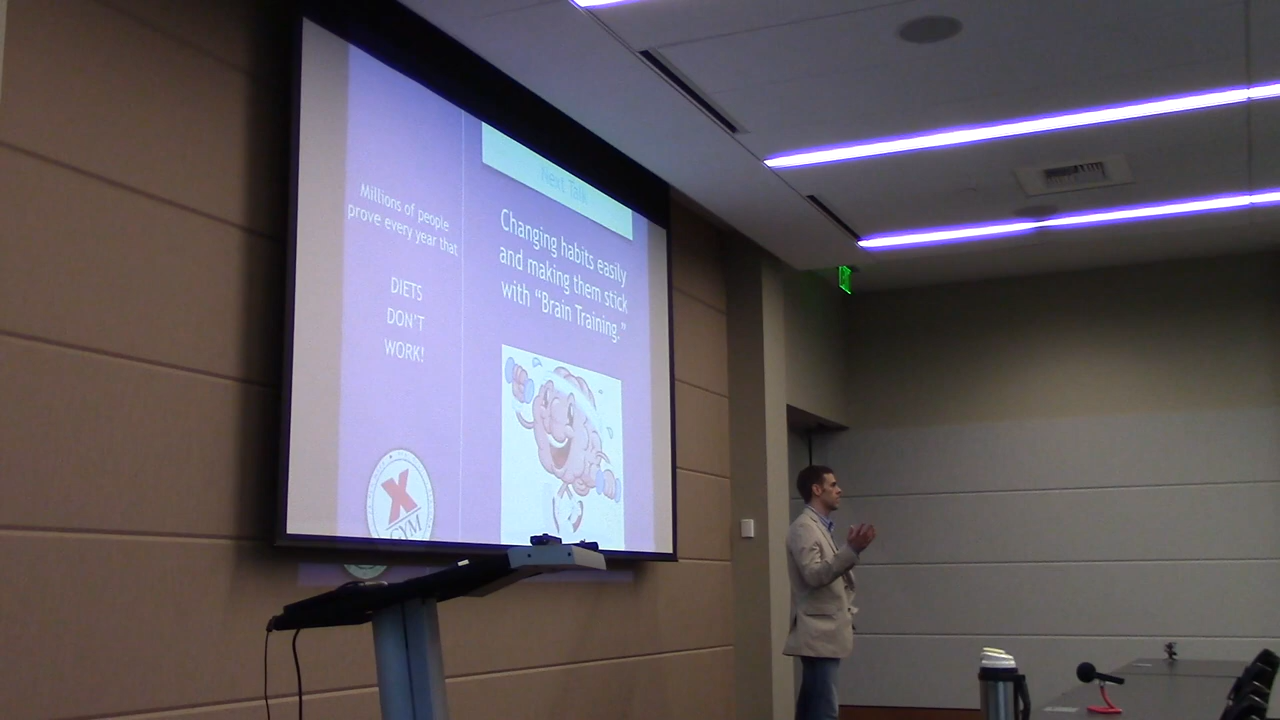 Millions of people
prove every year that
DIETS
DON'T
WORK!
X
GYM
Next Talk
Changing habits easily
and making them stick
with “Brain Training.”